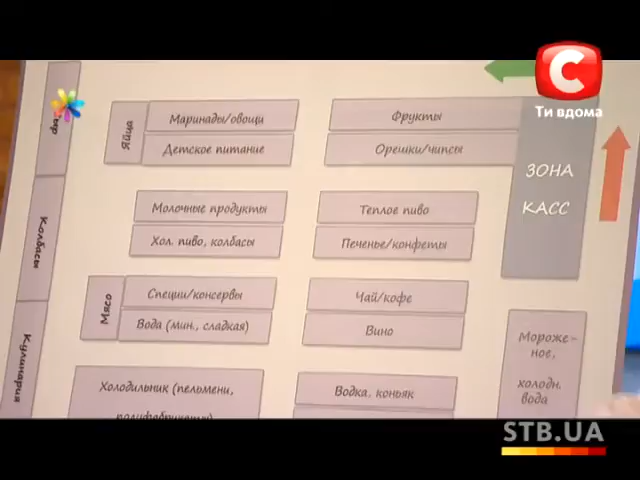 Ти вдома
Сыр
Колбасы
Кулинария
Яйца
Маринады/овощи
Детское питание
Фрукты
Орешки/чипсы
ЗОНА
КАСС
Молочные продукты
Хол. пиво, колбасы
Теплое пиво
Печенье/конфеты
Мясо
Специи/консервы
Вода (мин., сладкая)
Чай/кофе
Вино
Мороже-
ное,
холодн.
вода
Холодильник (пельмени,
полуфабрикаты)
Водка, коньяк
STB.UA